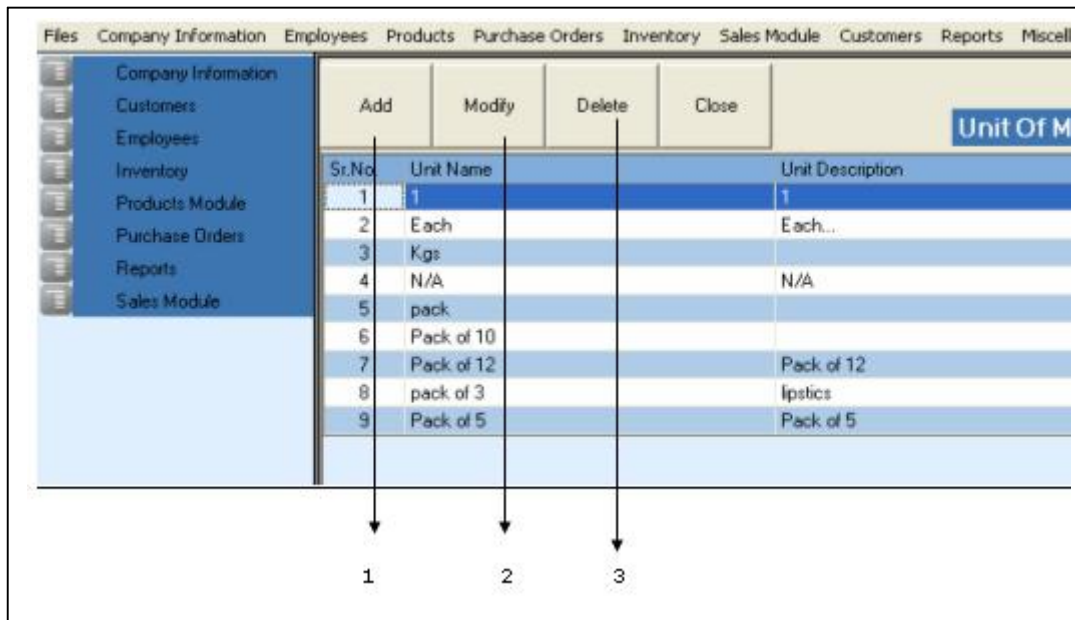 Files Company Information Employees Products Purchase Orders Inventory Sales Module Customers Reports Miscell
Company Information
Customers
Employees
Inventory
Products Module
Purchase Orders
Reports
Sales Module
Add Modify Delete Close
Unit Of M
Sr.No. Unit Name Unit Description
1 1 1
2 Each Each...
3 Kgs
4 N/A N/A
5 pack
6 Pack of 10
7 Pack of 12 Pack of 12
8 pack of 3 lipstics
9 Pack of 5 Pack of 5
1 2 3